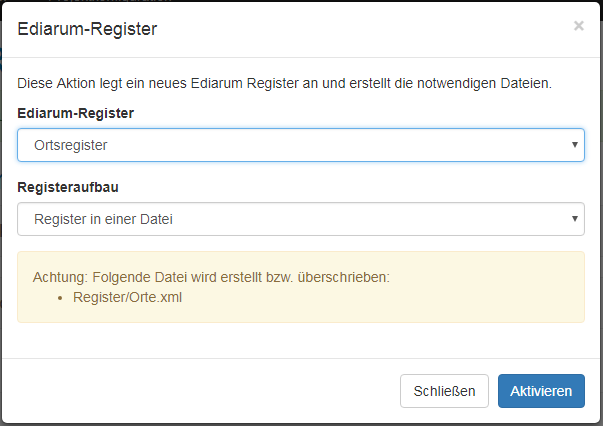 Ediarum-Register
×
Diese Aktion legt ein neues Ediarum Register an und erstellt die notwendigen Dateien.
Ediarum-Register
Ortsregister
Registeraufbau
Register in einer Datei
Achtung: Folgende Datei wird erstellt bzw. überschrieben:
• Register/Orte.xml
Schließen Aktivieren